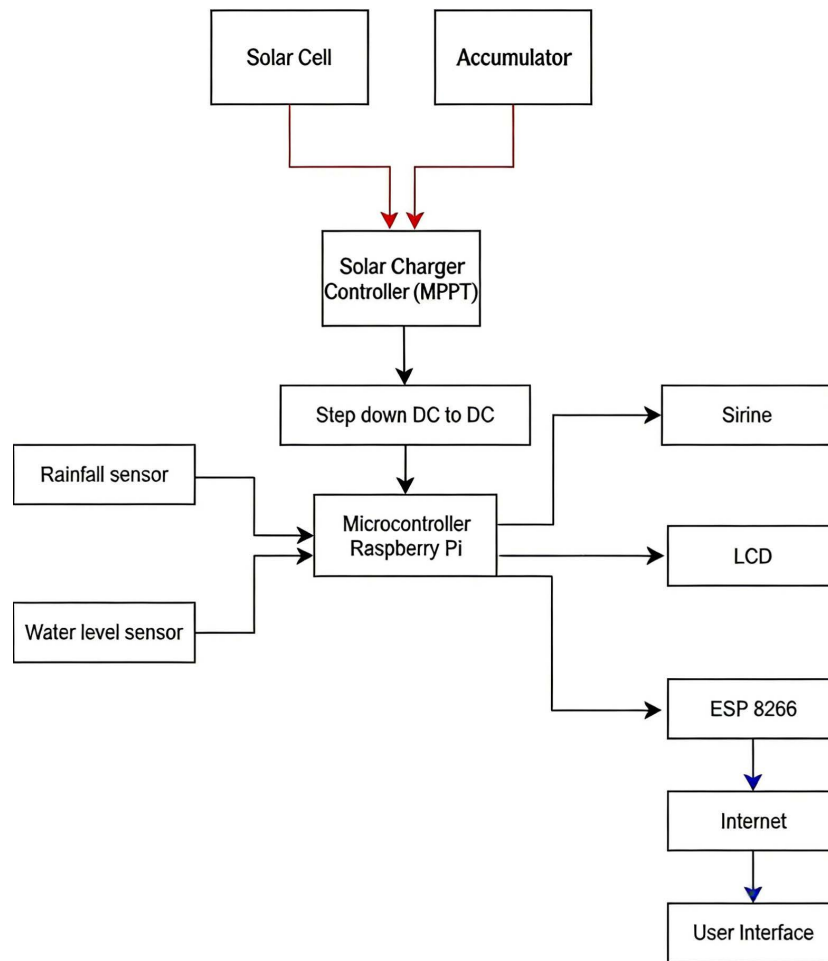 Solar Cell
Accumulator
Solar Charger
Controller (MPPT)
Step down DC to DC
Sirine
Rainfall sensor
Microcontroller
Raspberry Pi
LCD
Water level sensor
ESP 8266
Internet
User Interface